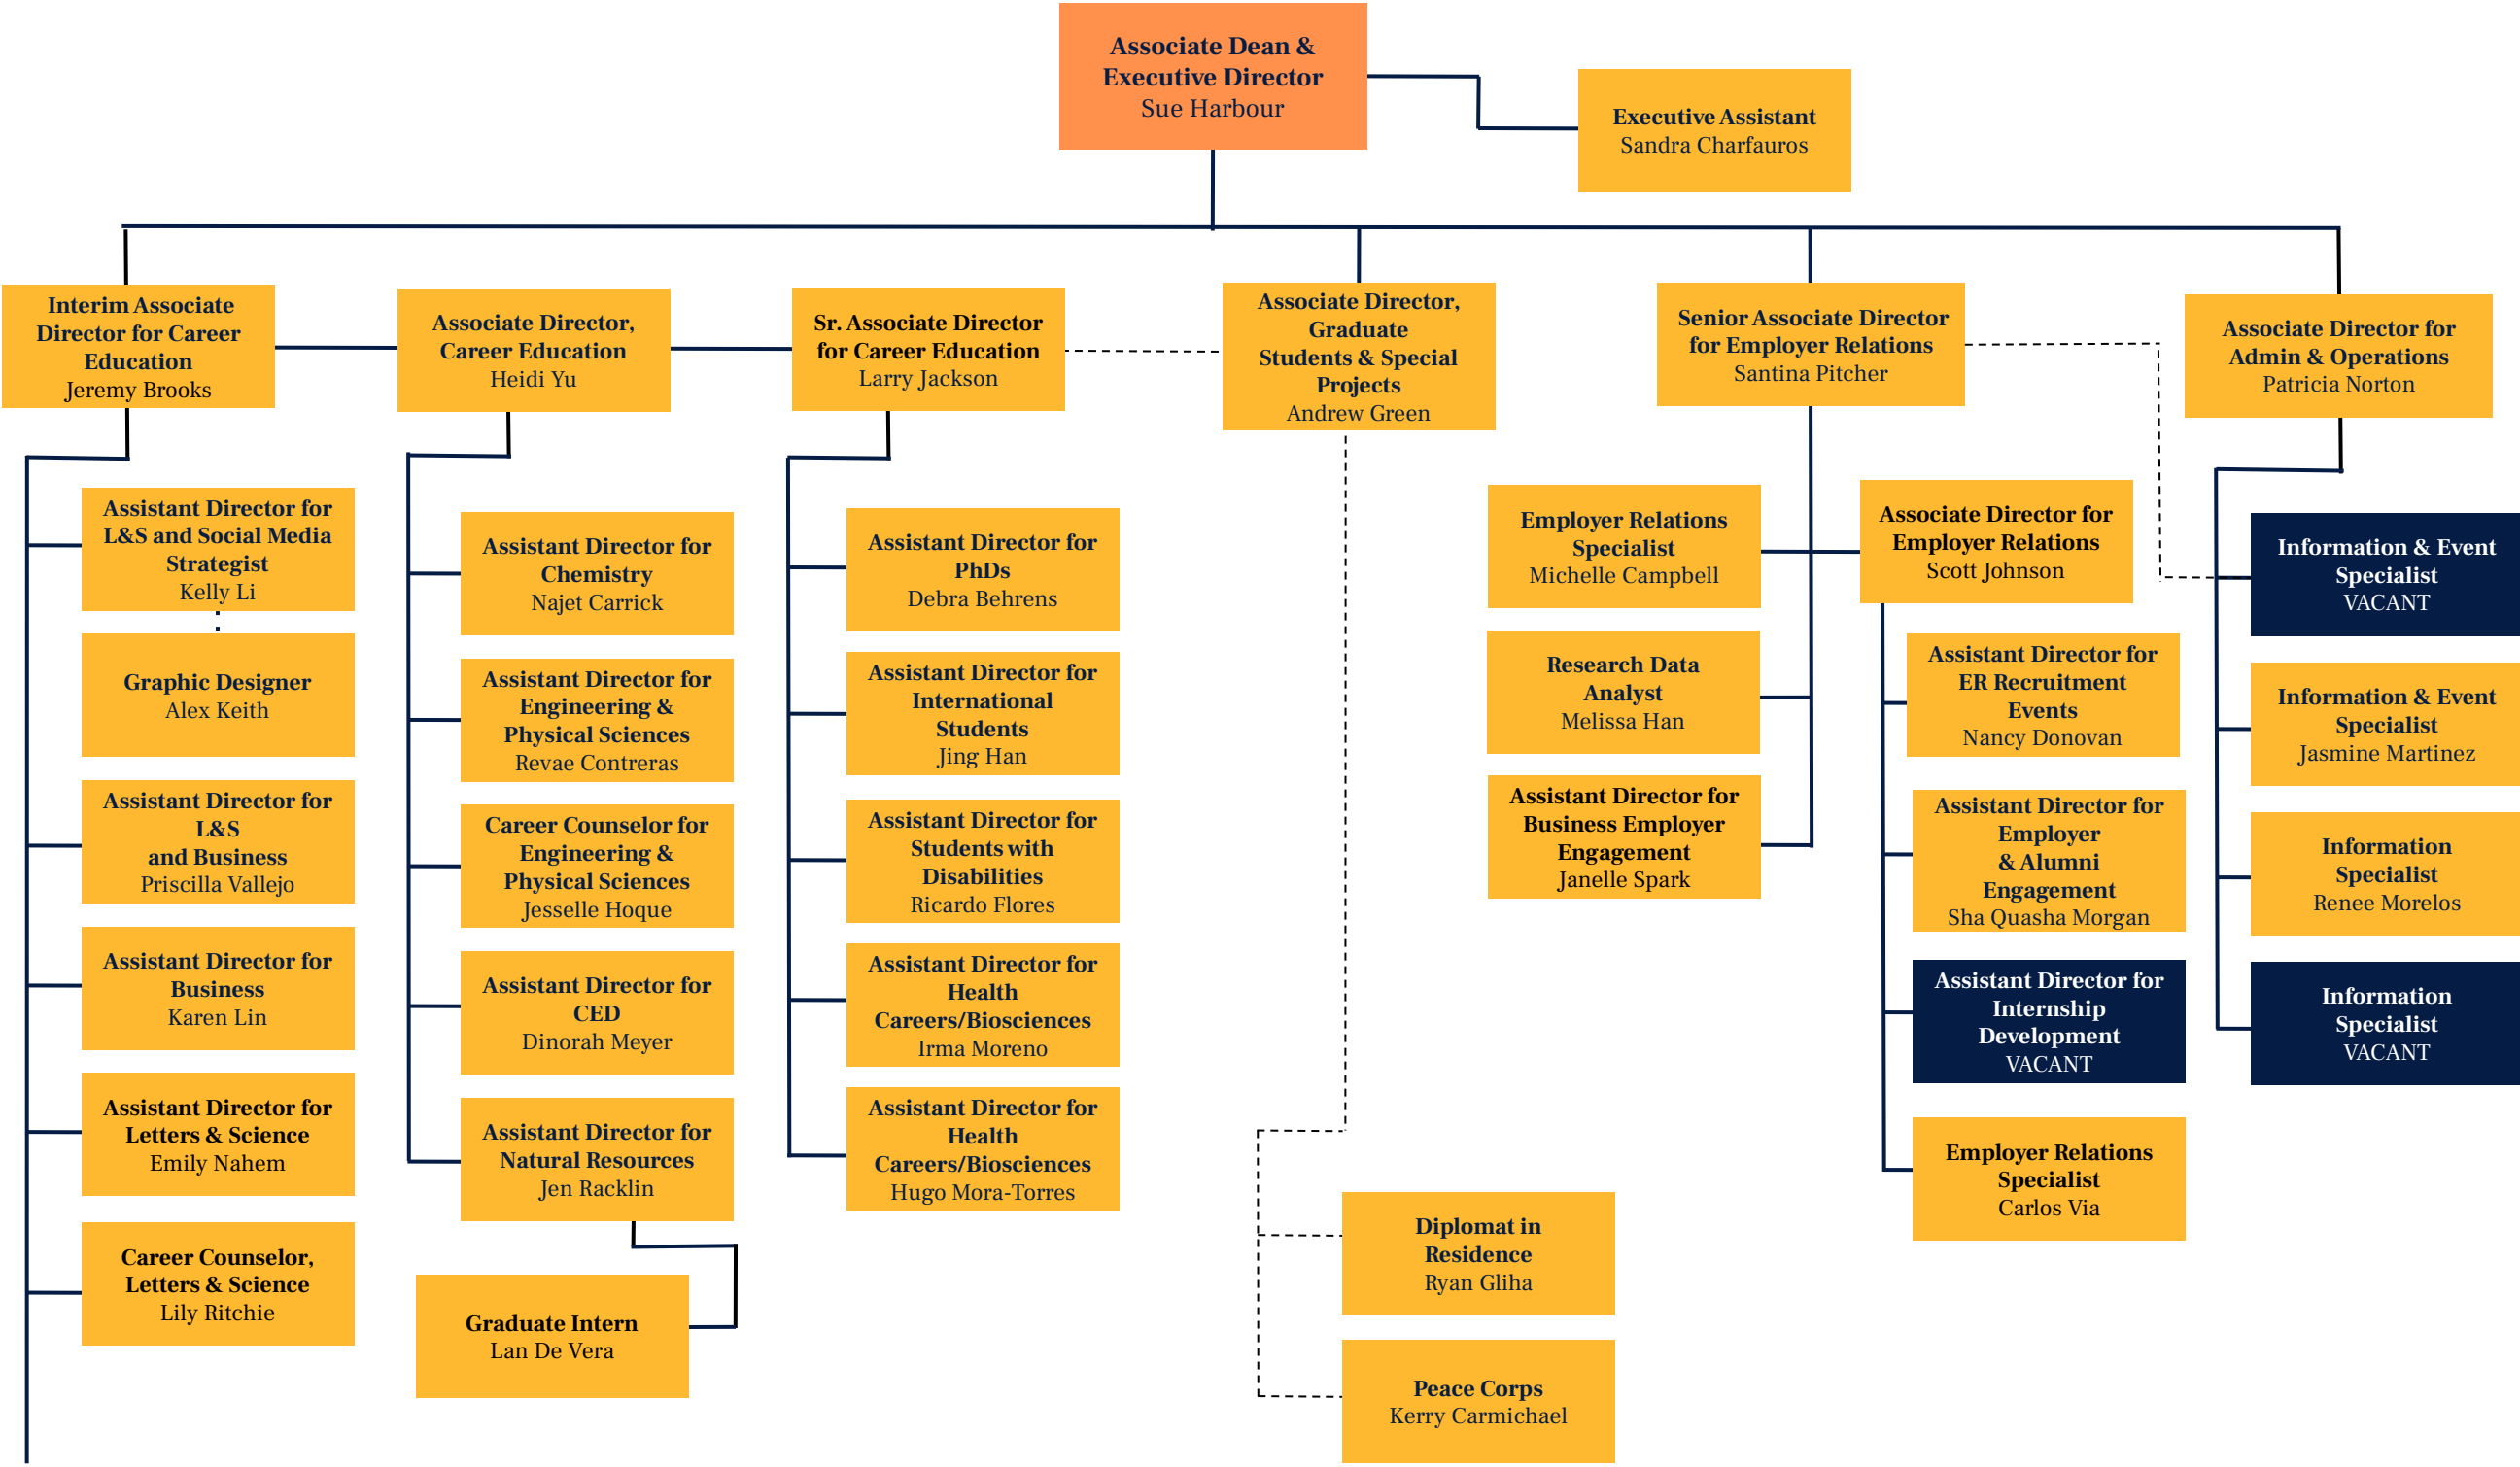 Associate Dean &
Executive Director
Sue Harbour
Executive Assistant
Sandra Charfauros
Interim Associate
Director for Career
Education
Jeremy Brooks
Associate Director,
Career Education
Heidi Yu
Sr. Associate Director
for Career Education
Larry Jackson
Associate Director,
Graduate
Students & Special
Projects
Andrew Green
Senior Associate Director
for Employer Relations
Santina Pitcher
Associate Director for
Admin & Operations
Patricia Norton
Assistant Director for
L&S and Social Media
Strategist
Kelly Li
Graphic Designer
Alex Keith
Assistant Director for
L&S
and Business
Priscilla Vallejo
Assistant Director for
Business
Karen Lin
Assistant Director for
Letters & Science
Emily Nahem
Career Counselor,
Letters & Science
Lily Ritchie
Assistant Director for
Chemistry
Najet Carrick
Assistant Director for
Engineering &
Physical Sciences
Revae Contreras
Career Counselor for
Engineering &
Physical Sciences
Jesselle Hoque
Assistant Director for
CED
Dinorah Meyer
Assistant Director for
Natural Resources
Jen Racklin
Graduate Intern
Lan De Vera
Assistant Director for
PhDs
Debra Behrens
Assistant Director for
International
Students
Jing Han
Assistant Director for
Students with
Disabilities
Ricardo Flores
Assistant Director for
Health
Careers/Biosciences
Irma Moreno
Assistant Director for
Health
Careers/Biosciences
Hugo Mora-Torres
Diplomat in
Residence
Ryan Gliha
Peace Corps
Kerry Carmichael
Employer Relations
Specialist
Michelle Campbell
Research Data
Analyst
Melissa Han
Assistant Director for
Business Employer
Engagement
Janelle Spark
Associate Director for
Employer Relations
Scott Johnson
Assistant Director for
ER Recruitment
Events
Nancy Donovan
Assistant Director for
Employer
& Alumni
Engagement
Sha Quasha Morgan
Assistant Director for
Internship
Development
VACANT
Employer Relations
Specialist
Carlos Via
Information & Event
Specialist
VACANT
Information & Event
Specialist
Jasmine Martinez
Information
Specialist
Renee Morelos
Information
Specialist
VACANT